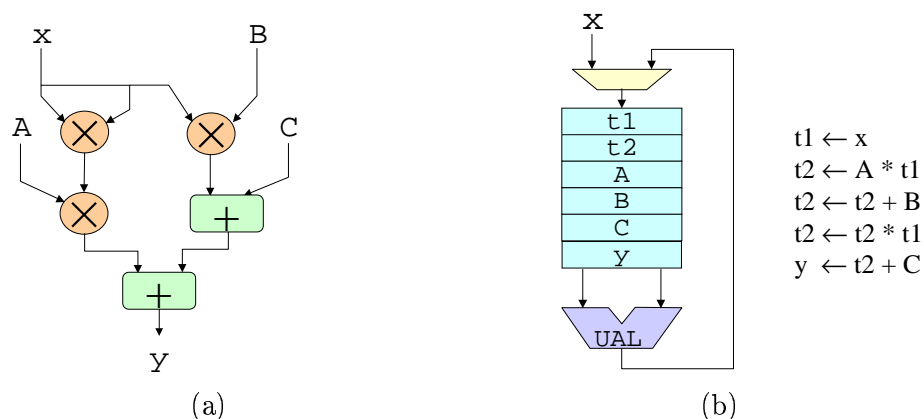 x
B
A
C
×
×
×
+
+
y
(a)
x
t1
t2
A
B
C
y
UAL
t1 ← x
t2 ← A * t1
t2 ← t2 + B
t2 ← t2 * t1
y ← t2 + C
(b)